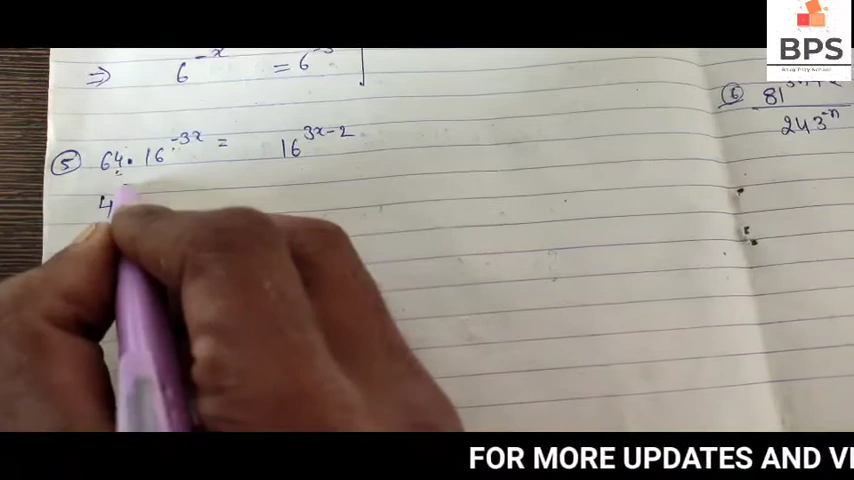 ⇒ 6^-x = 6^-3
⑤ 64 · 16^-3x = 16^3x-2
4
⑥ 81
243^-n
BPS
FOR MORE UPDATES AND VI